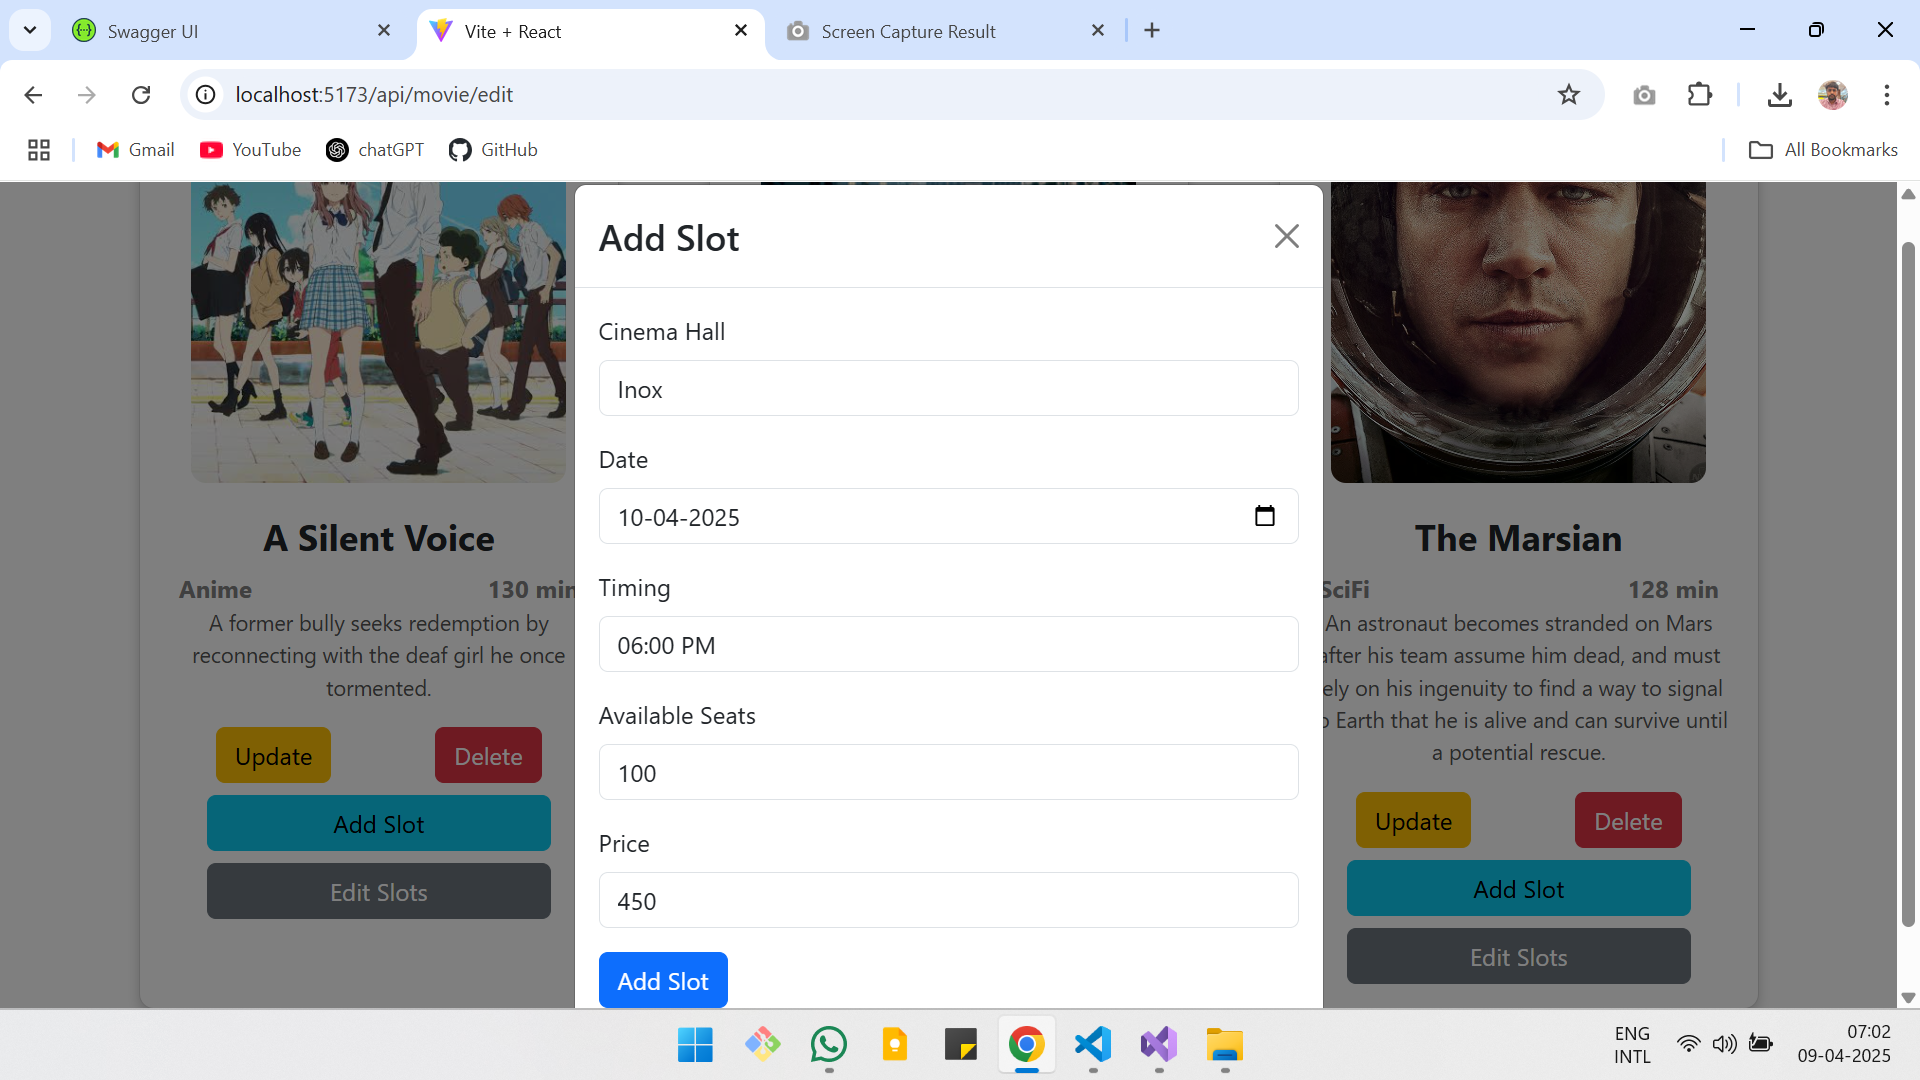 Swagger UI
Vite + React
Screen Capture Result
localhost:5173/api/movie/edit
Gmail
YouTube
chatGPT
GitHub
All Bookmarks
Add Slot
Cinema Hall
Inox
Date
10-04-2025
Timing
06:00 PM
Available Seats
100
Price
450
Add Slot
A Silent Voice
Anime
130 min
A former bully seeks redemption by
reconnecting with the deaf girl he once
tormented.
Update
Delete
Add Slot
Edit Slots
The Marsian
SciFi
128 min
An astronaut becomes stranded on Mars
after his team assume him dead, and must
ely on his ingenuity to find a way to signal
o Earth that he is alive and can survive until
a potential rescue.
Update
Delete
Add Slot
Edit Slots
ENG
INTL
07:02
09-04-2025